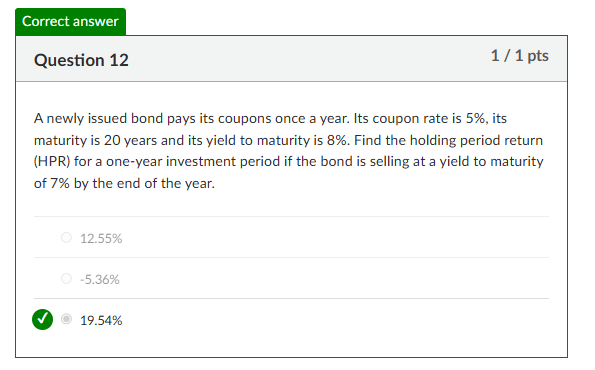 Correct answer
Question 12
1 / 1 pts
A newly issued bond pays its coupons once a year. Its coupon rate is 5%, its
maturity is 20 years and its yield to maturity is 8%. Find the holding period return
(HPR) for a one-year investment period if the bond is selling at a yield to maturity
of 7% by the end of the year.
12.55%
-5.36%
19.54%